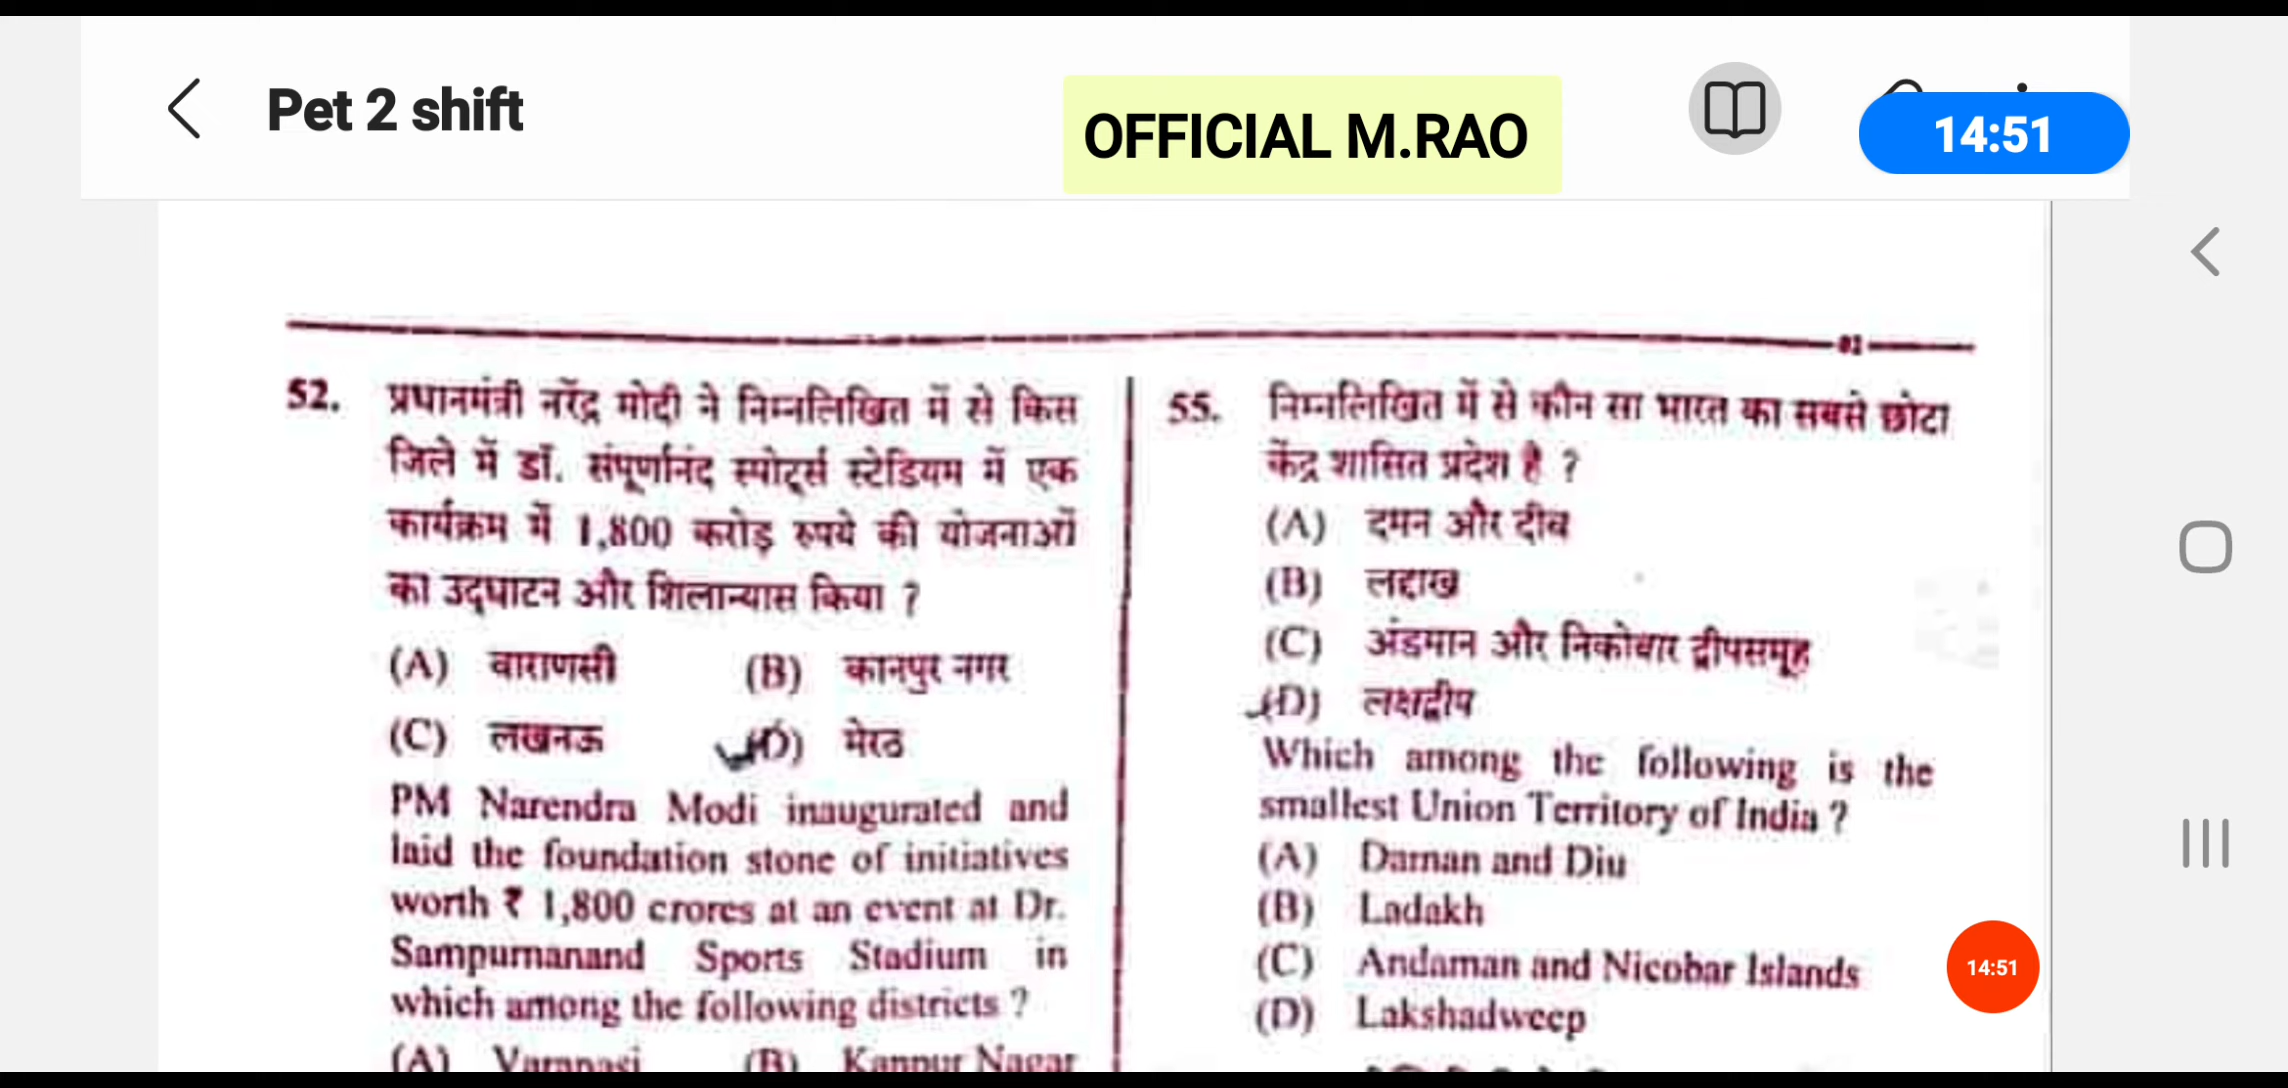 Pet 2 shift
OFFICIAL M.RAO
14:51
52. प्रधानमंत्री नरेंद्र मोदी ने निम्नलिखित में से किस
जिले में डॉ. संपूर्णानंद स्पोर्ट्स स्टेडियम में एक
कार्यक्रम में 1,800 करोड़ रुपये की योजनाओं
का उद्घाटन और शिलान्यास किया ?
(A) वाराणसी (B) कानपुर नगर
(C) लखनऊ (D) मेरठ
PM Narendra Modi inaugurated and
laid the foundation stone of initiatives
worth ₹ 1,800 crores at an event at Dr.
Sampurnanand Sports Stadium in
which among the following districts ?
(A) Varanasi (B) Kanpur Nagar
55. निम्नलिखित में से कौन सा भारत का सबसे छोटा
केंद्र शासित प्रदेश है ?
(A) दमन और दीव
(B) लद्दाख
(C) अंडमान और निकोबार द्वीपसमूह
(D) लक्षद्वीप
Which among the following is the
smallest Union Territory of India ?
(A) Daman and Diu
(B) Ladakh
(C) Andaman and Nicobar Islands
(D) Lakshadweep
14:51